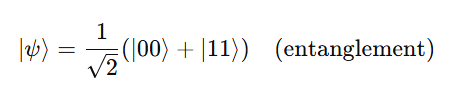 |ψ⟩ = 1/√2 (|00⟩ + |11⟩) (entanglement)